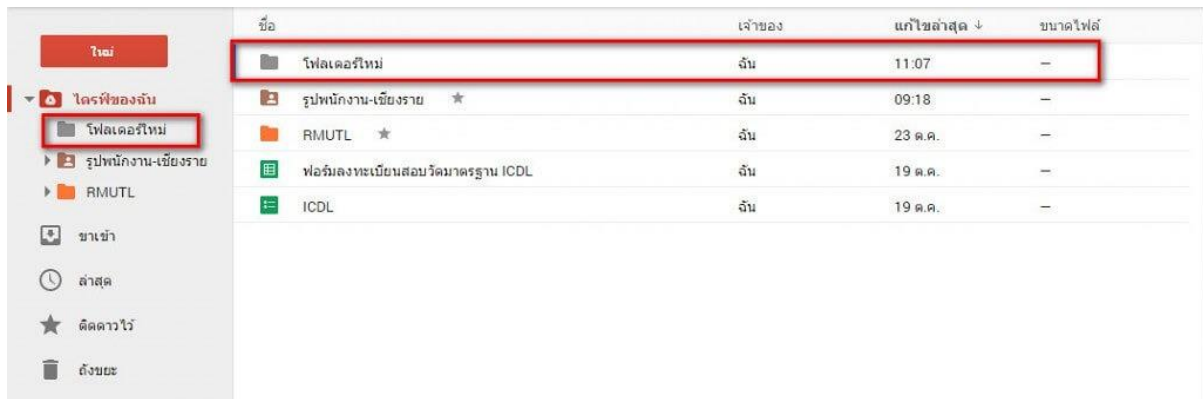 ใหม่
ไดรฟ์ของฉัน
โฟลเดอร์ใหม่
รูปพนักงาน-เชียงราย
RMUTL
ขาเข้า
ล่าสุด
ติดดาวไว้
ถังขยะ
ชื่อ เจ้าของ แก้ไขล่าสุด ↓ ขนาดไฟล์
โฟลเดอร์ใหม่ ฉัน 11:07 –
รูปพนักงาน-เชียงราย ฉัน 09:18 –
RMUTL ฉัน 23 ต.ค. –
ฟอร์มลงทะเบียนสอบวัดมาตรฐาน ICDL ฉัน 19 ต.ค. –
ICDL ฉัน 19 ต.ค. –